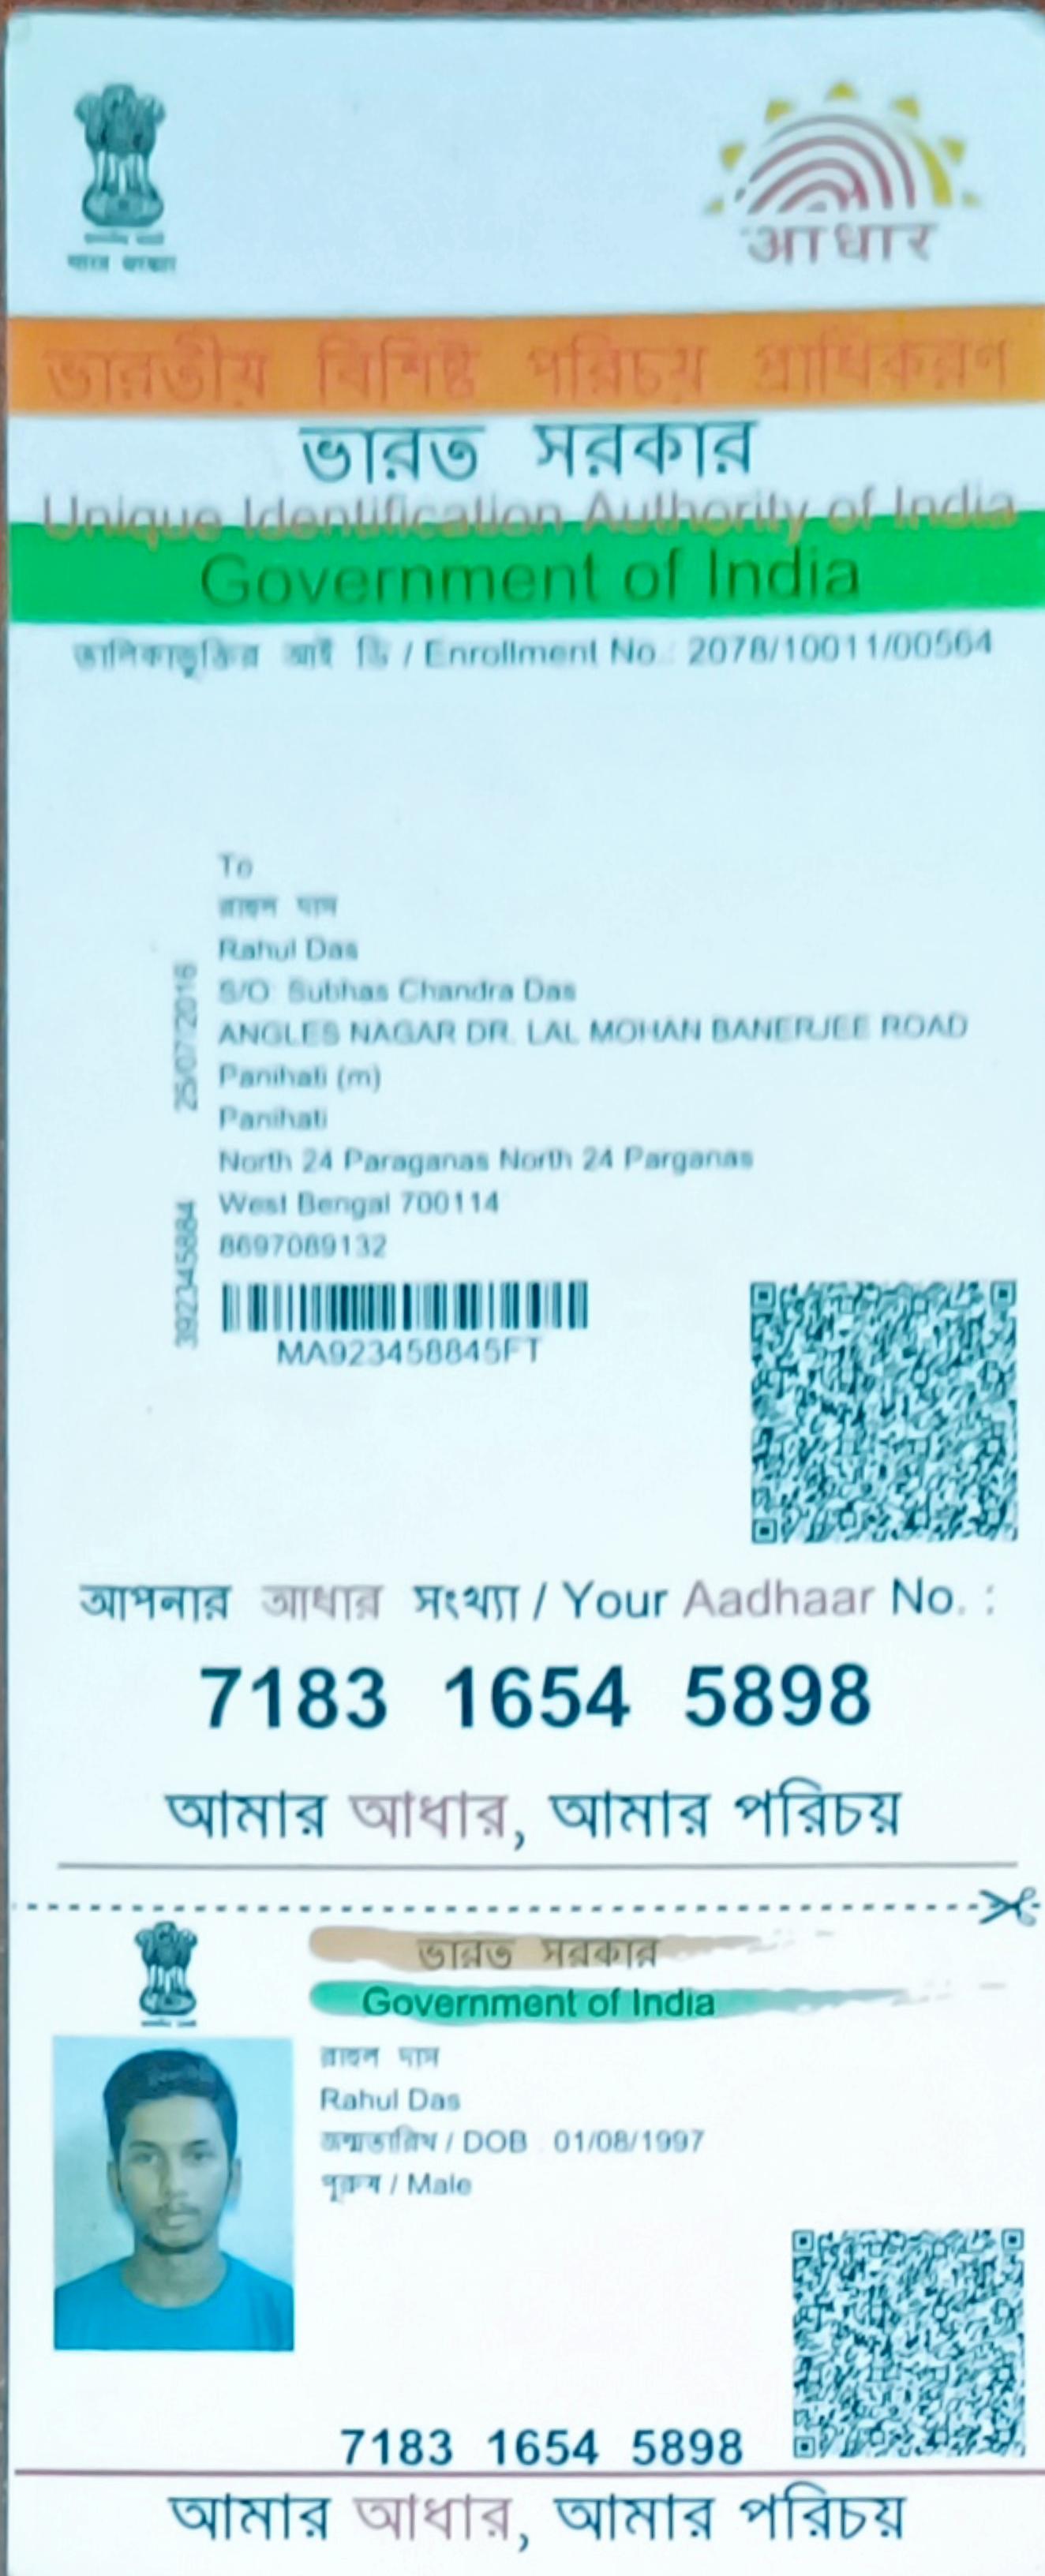 आधार
ভারতীয় বিশিষ্ট পরিচয় প্রাধিকরণ
ভারত সরকার
Unique Identification Authority of India
Government of India
তালিকাভুক্তির আই ডি / Enrollment No.: 2078/10011/00564
To
রাহুল দাস
Rahul Das
S/O: Subhas Chandra Das
ANGLES NAGAR DR. LAL MOHAN BANERJEE ROAD
Panihati (m)
Panihati
North 24 Paraganas North 24 Parganas
West Bengal 700114
8697089132
25/07/2016
392345884
MA923458845FT
আপনার আধার সংখ্যা / Your Aadhaar No. :
7183 1654 5898
আমার আধার, আমার পরিচয়
ভারত সরকার
Government of India
রাহুল দাস
Rahul Das
জন্মতারিখ / DOB : 01/08/1997
পুরুষ / Male
7183 1654 5898
আমার আধার, আমার পরিচয়